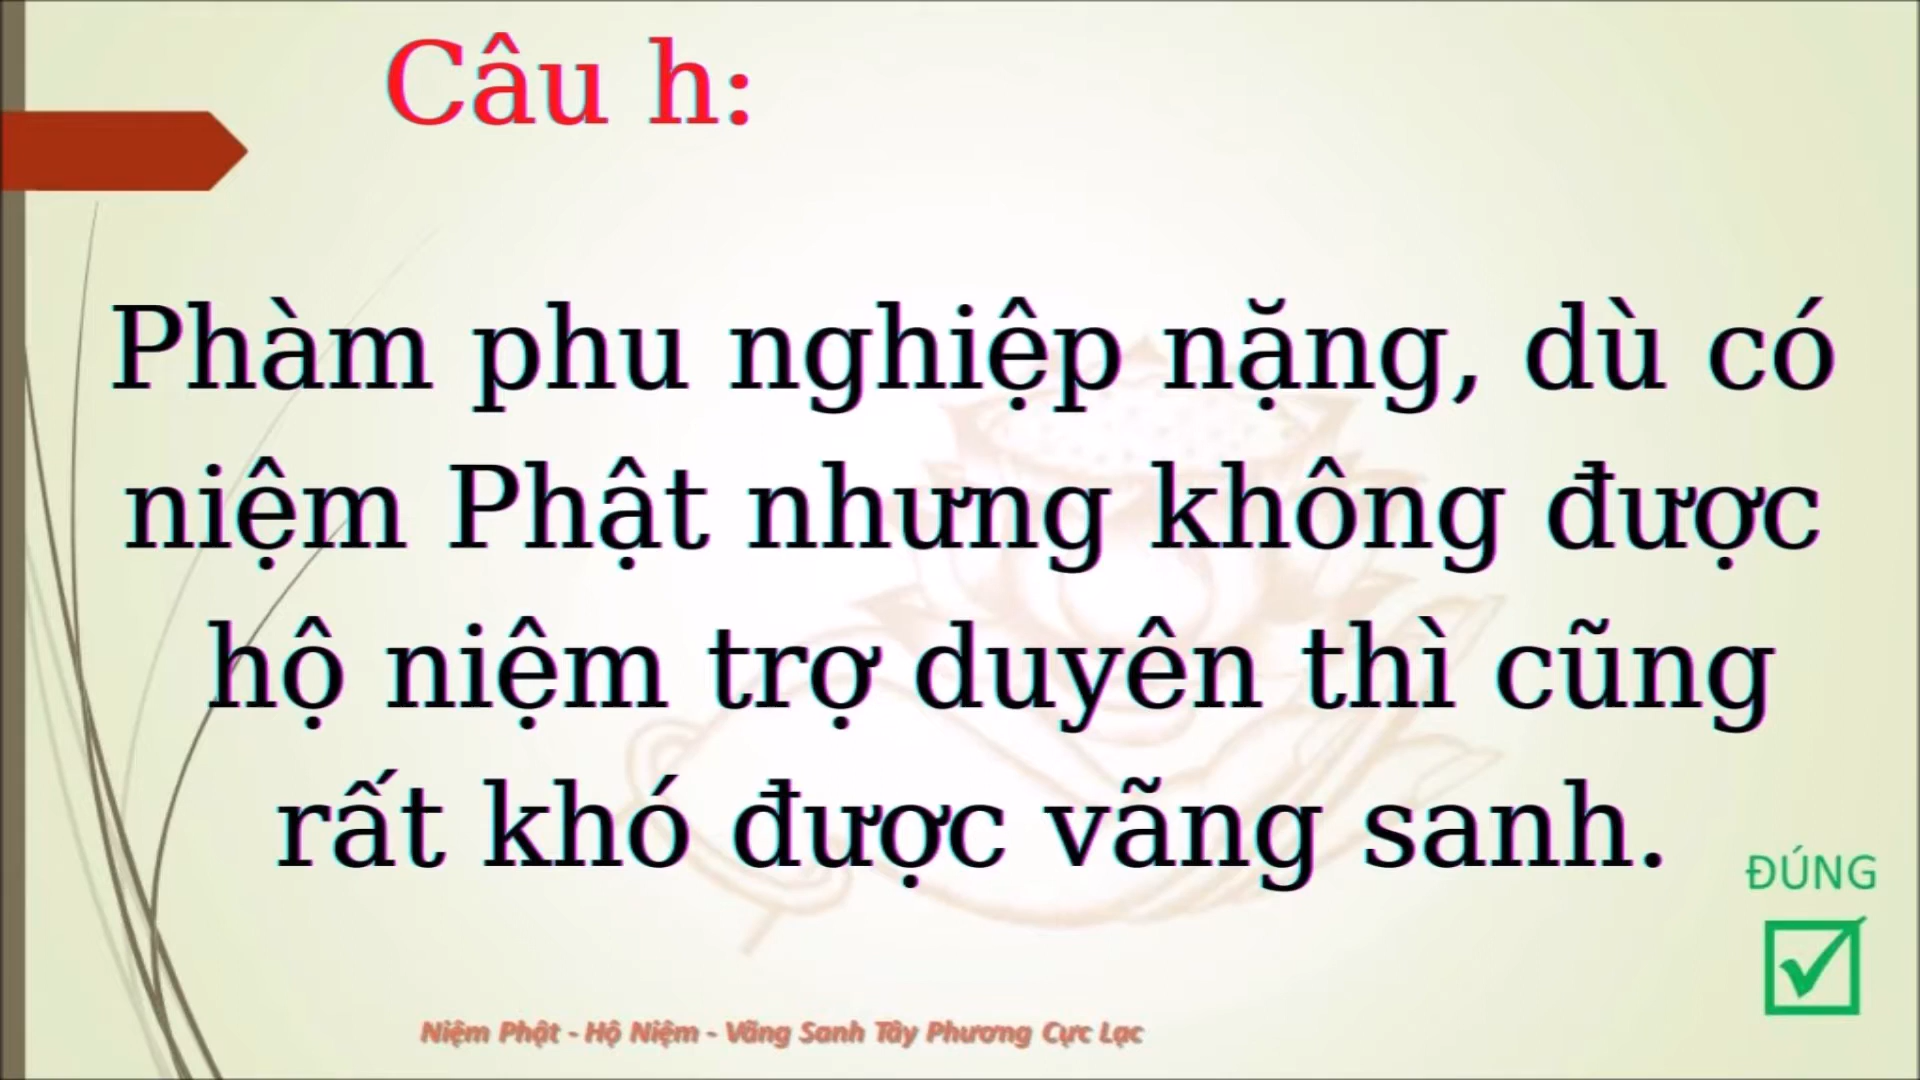 Câu h:
Phàm phu nghiệp nặng, dù có
niệm Phật nhưng không được
hộ niệm trợ duyên thì cũng
rất khó được vãng sanh.
ĐÚNG
Niệm Phật - Hộ Niệm - Vãng Sanh Tây Phương Cực Lạc